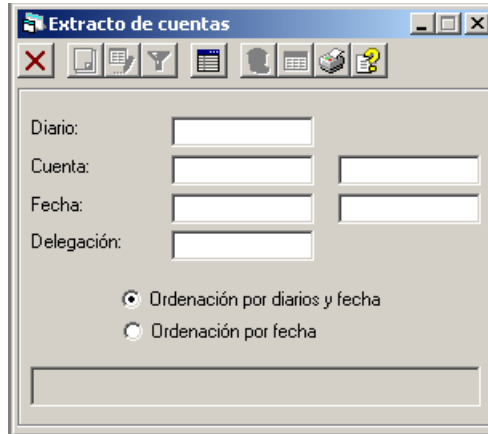 Extracto de cuentas
Diario:
Cuenta:
Fecha:
Delegación:
Ordenación por diarios y fecha
Ordenación por fecha